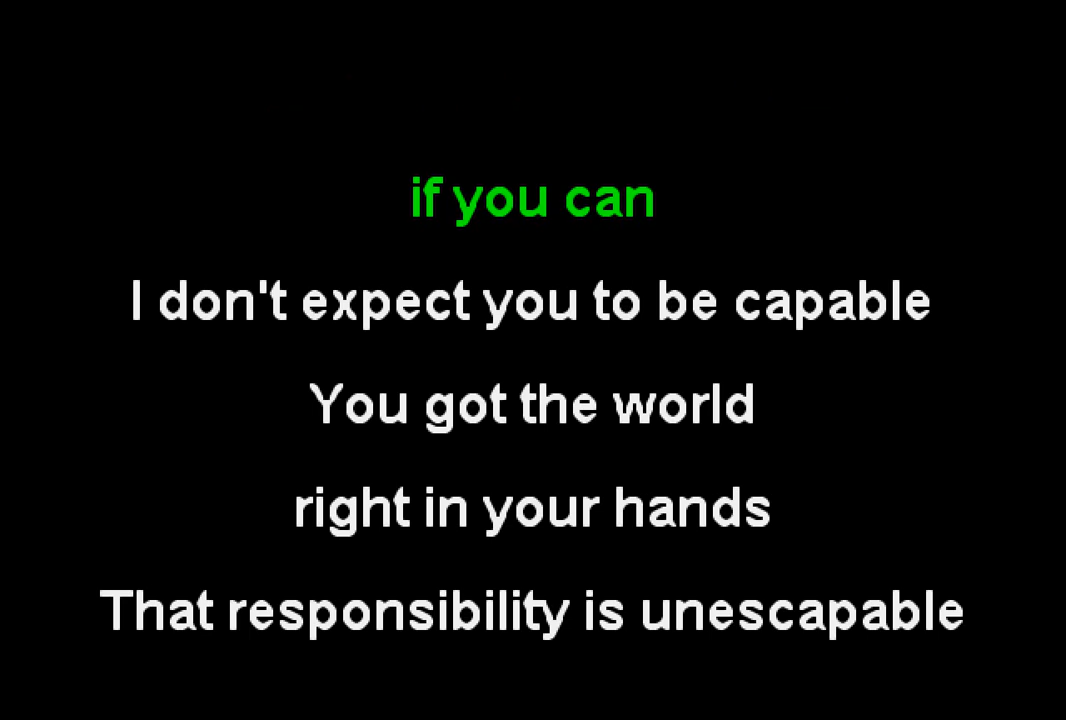 if you can
I don't expect you to be capable
You got the world
right in your hands
That responsibility is unescapable